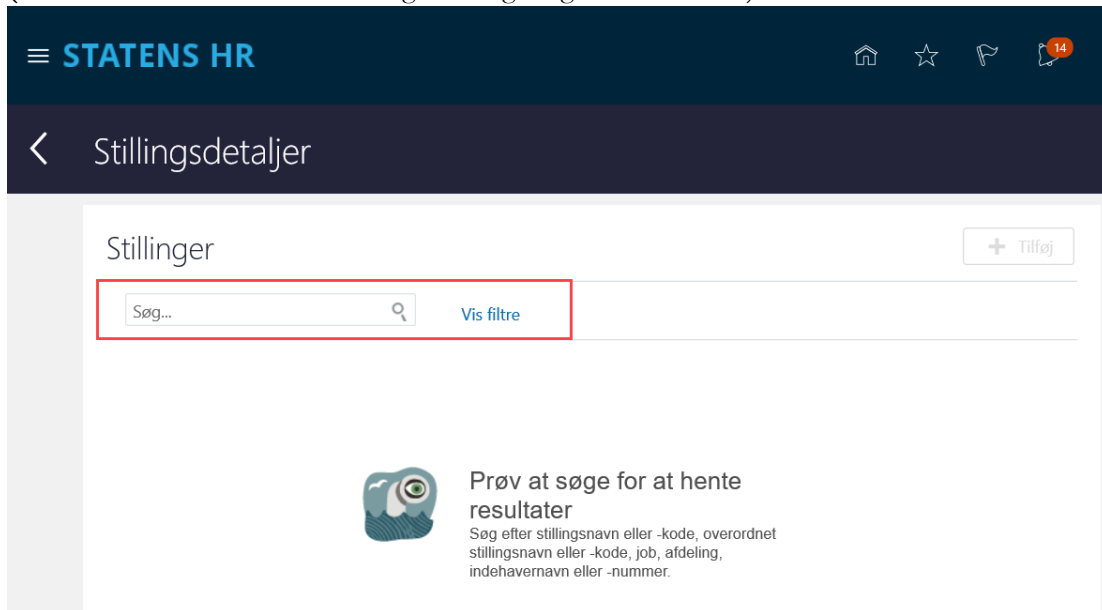 STATENS HR
14
Stillingsdetaljer
Stillinger
Tilføj
Søg...
Vis filtre
Prøv at søge for at hente
resultater
Søg efter stillingsnavn eller -kode, overordnet
stillingsnavn eller -kode, job, afdeling,
indehavernavn eller -nummer.